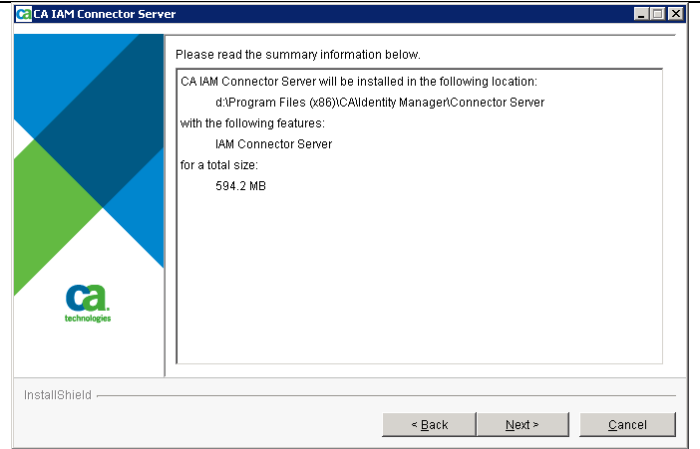 CA IAM Connector Server
Please read the summary information below.
CA IAM Connector Server will be installed in the following location:
d:\Program Files (x86)\CA\Identity Manager\Connector Server
with the following features:
IAM Connector Server
for a total size:
594.2 MB
ca.
technologies
InstallShield
< Back Next > Cancel